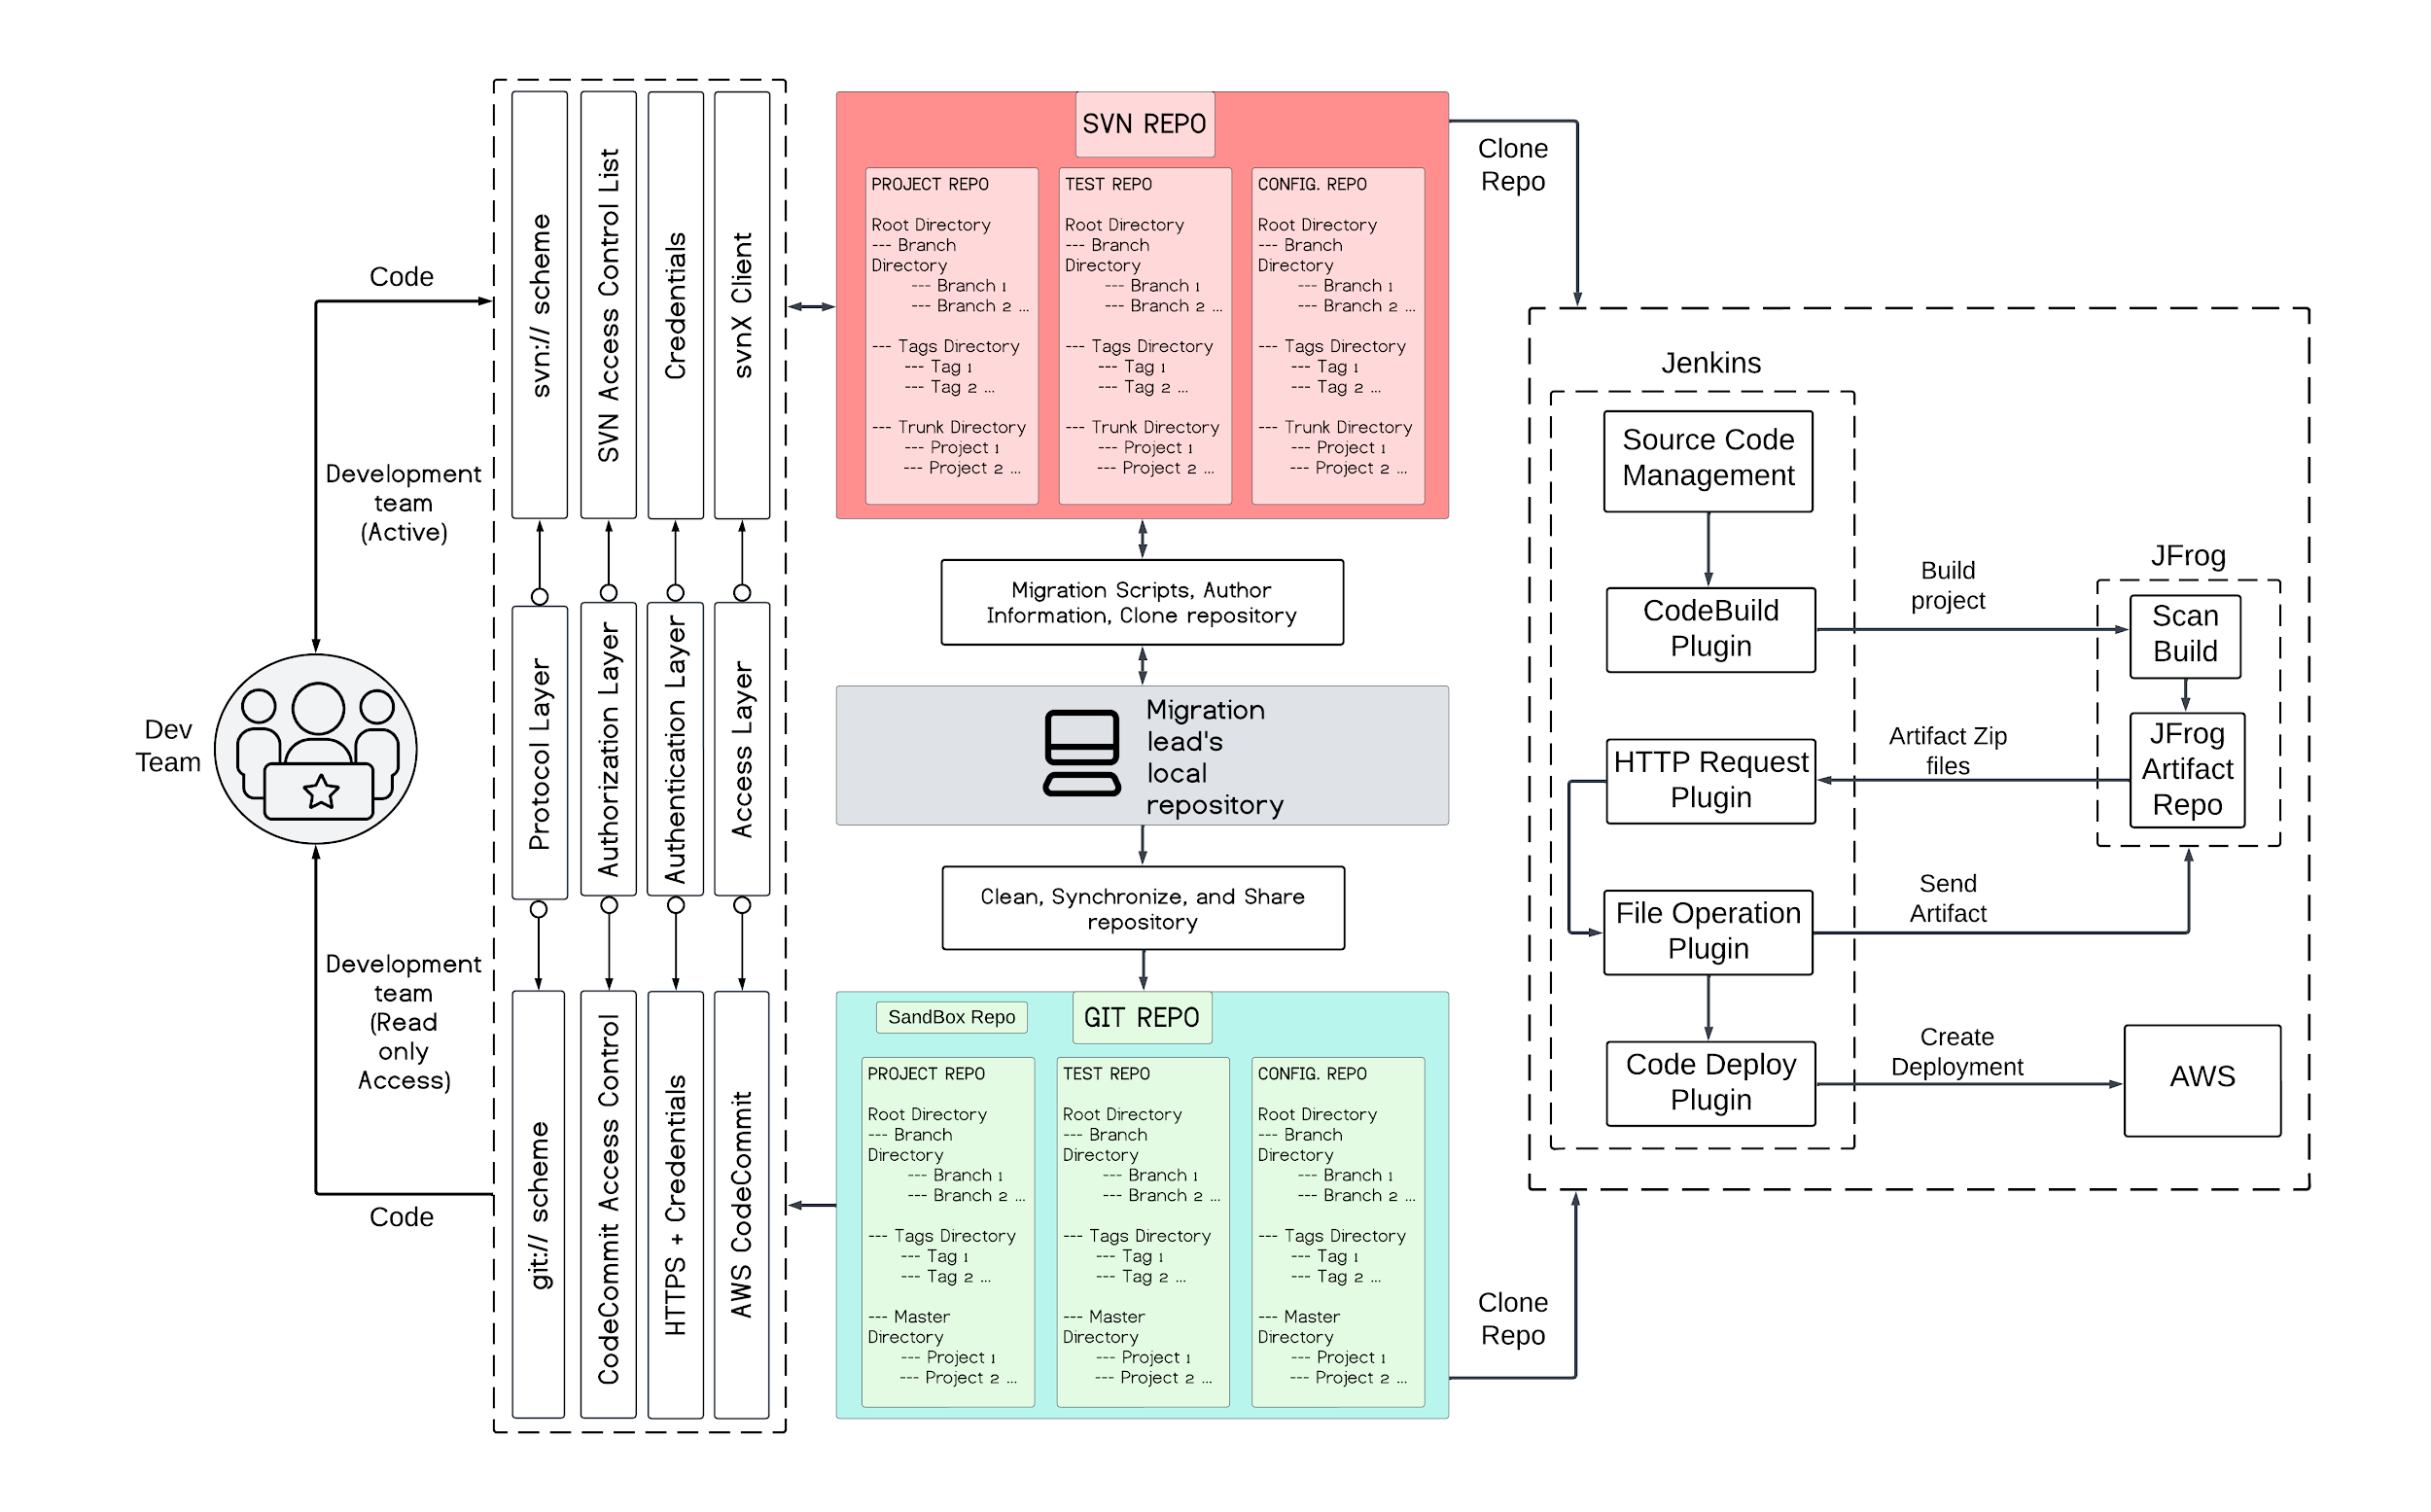 Dev
Team
Code
Development
team
(Active)
Development
team
(Read
only
Access)
Code
svn:// scheme
SVN Access Control List
Credentials
svnX Client
Protocol Layer
Authorization Layer
Authentication Layer
Access Layer
git:// scheme
CodeCommit Access Control
HTTPS + Credentials
AWS CodeCommit
SVN REPO
PROJECT REPO
Root Directory
--- Branch
Directory
--- Branch 1
--- Branch 2 ...
--- Tags Directory
--- Tag 1
--- Tag 2 ...
--- Trunk Directory
--- Project 1
--- Project 2 ...
TEST REPO
Root Directory
--- Branch
Directory
--- Branch 1
--- Branch 2 ...
--- Tags Directory
--- Tag 1
--- Tag 2 ...
--- Trunk Directory
--- Project 1
--- Project 2 ...
CONFIG. REPO
Root Directory
--- Branch
Directory
--- Branch 1
--- Branch 2 ...
--- Tags Directory
--- Tag 1
--- Tag 2 ...
--- Trunk Directory
--- Project 1
--- Project 2 ...
Migration Scripts, Author
Information, Clone repository
Migration
lead's
local
repository
Clean, Synchronize, and Share
repository
SandBox Repo
GIT REPO
PROJECT REPO
Root Directory
--- Branch
Directory
--- Branch 1
--- Branch 2 ...
--- Tags Directory
--- Tag 1
--- Tag 2 ...
--- Master
Directory
--- Project 1
--- Project 2 ...
TEST REPO
Root Directory
--- Branch
Directory
--- Branch 1
--- Branch 2 ...
--- Tags Directory
--- Tag 1
--- Tag 2 ...
--- Master
Directory
--- Project 1
--- Project 2 ...
CONFIG. REPO
Root Directory
--- Branch
Directory
--- Branch 1
--- Branch 2 ...
--- Tags Directory
--- Tag 1
--- Tag 2 ...
--- Master
Directory
--- Project 1
--- Project 2 ...
Clone
Repo
Clone
Repo
Jenkins
Source Code
Management
CodeBuild
Plugin
HTTP Request
Plugin
File Operation
Plugin
Code Deploy
Plugin
Build
project
Artifact Zip
files
Send
Artifact
Create
Deployment
JFrog
Scan
Build
JFrog
Artifact
Repo
AWS